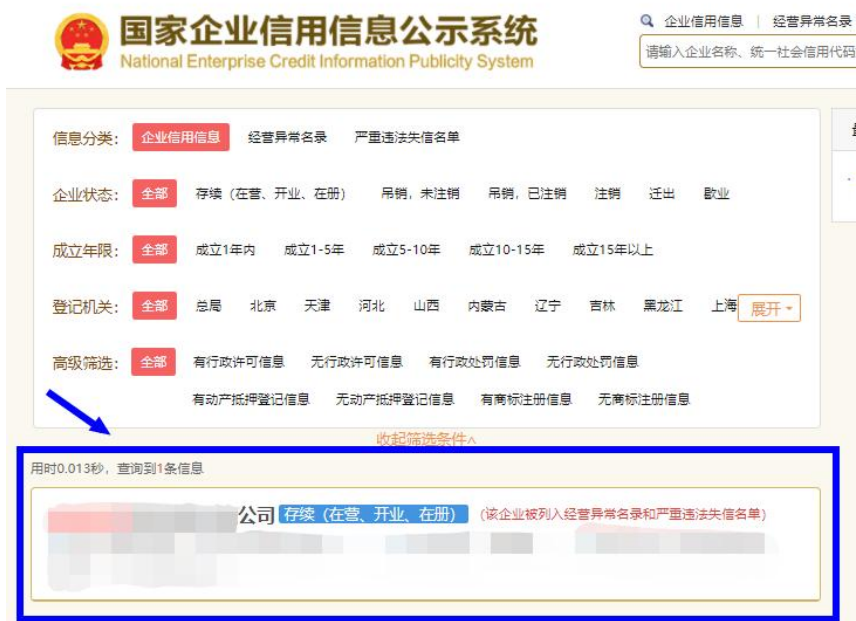 国家企业信用信息公示系统
National Enterprise Credit Information Publicity System
企业信用信息 | 经营异常名录
请输入企业名称、统一社会信用代码
信息分类： 企业信用信息 经营异常名录 严重违法失信名单
企业状态： 全部 存续（在营、开业、在册） 吊销，未注销 吊销，已注销 注销 迁出 歇业
成立年限： 全部 成立1年内 成立1-5年 成立5-10年 成立10-15年 成立15年以上
登记机关： 全部 总局 北京 天津 河北 山西 内蒙古 辽宁 吉林 黑龙江 上海 展开
高级筛选： 全部 有行政许可信息 无行政许可信息 有行政处罚信息 无行政处罚信息
有动产抵押登记信息 无动产抵押登记信息 有商标注册信息 无商标注册信息
收起筛选条件
用时0.013秒，查询到1条信息
公司 存续（在营、开业、在册） （该企业被列入经营异常名录和严重违法失信名单）